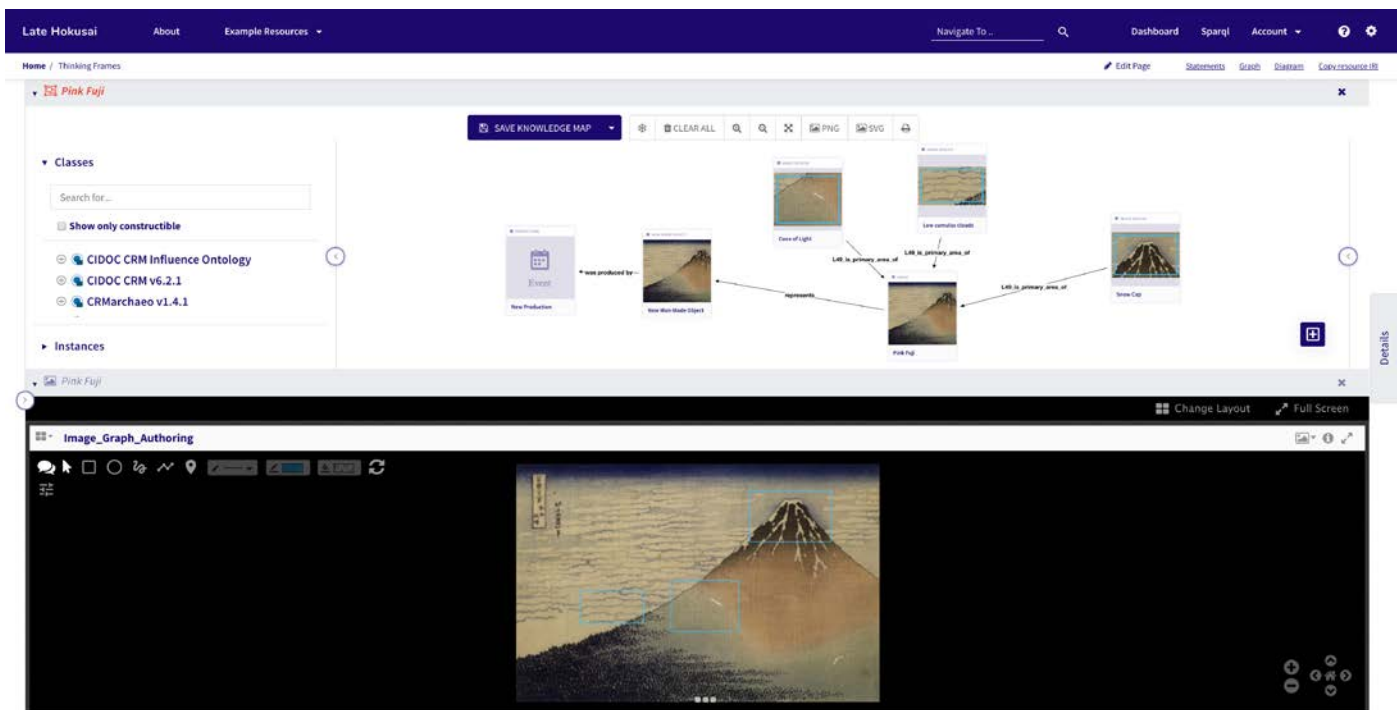 Late Hokusai About Example Resources Navigate To .. Dashboard Sparql Account
Home / Thinking Frames Edit Page Statements Graph Diagram Copy resource (R)
Pink Fuji
SAVE KNOWLEDGE MAP CLEAR ALL PNG SVG
Classes
Search for...
Show only constructible
CIDOC CRM Influence Ontology
CIDOC CRM v6.2.1
CRMarchaeo v1.4.1
Instances
Low cumulus clouds
Snow Cap
L49_is_primary_area_of
L49_is_primary_area_of
L49_is_primary_area_of
was produced by
Event
New Production
New Man-Made Object
represents
Pink Fuji
Details
Pink Fuji
Change Layout Full Screen
Image_Graph_Authoring